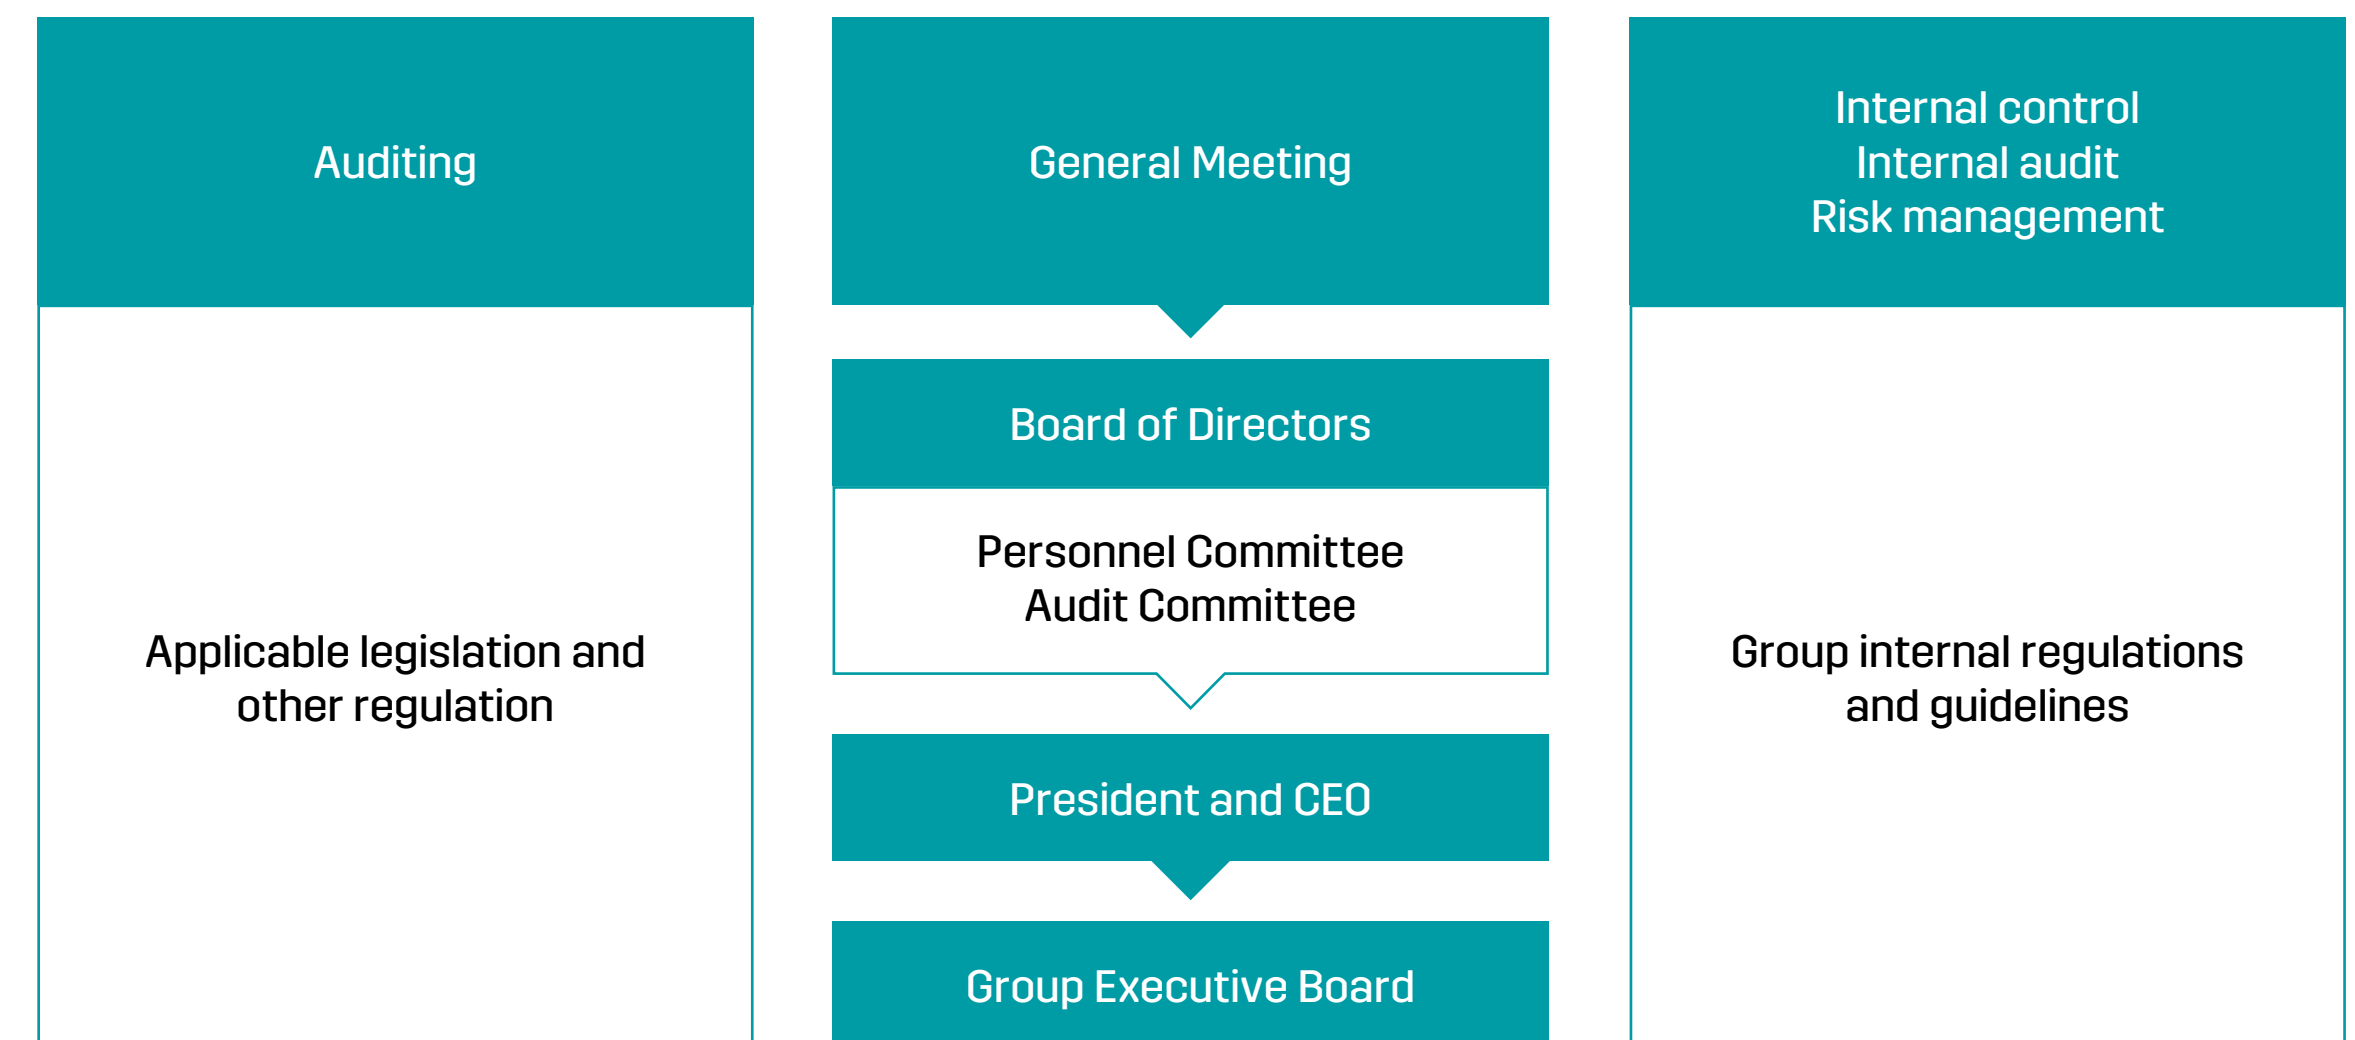 Auditing
Applicable legislation and
other regulation
General Meeting
Board of Directors
Personnel Committee
Audit Committee
President and CEO
Group Executive Board
Internal control
Internal audit
Risk management
Group internal regulations
and guidelines